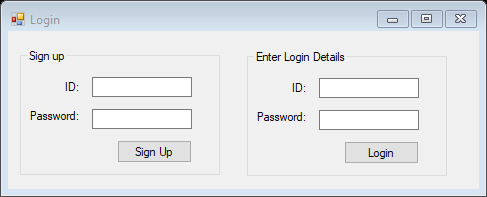 Login
Sign up
ID:
Password:
Sign Up
Enter Login Details
ID:
Password:
Login